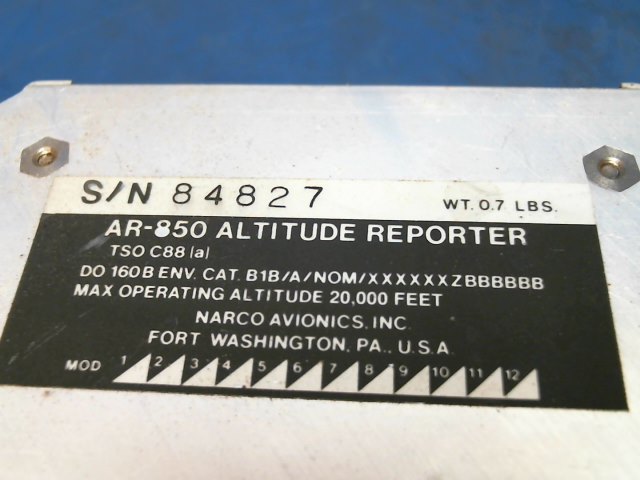 S/N 84827 WT. 0.7 LBS.
AR-850 ALTITUDE REPORTER
TSO C88 (a)
DO 160B ENV. CAT. B1B/A/NOM/XXXXXXZBBBBBB
MAX OPERATING ALTITUDE 20,000 FEET
NARCO AVIONICS, INC.
FORT WASHINGTON, PA., U.S.A.
MOD 1 2 3 4 5 6 7 8 9 10 11 12